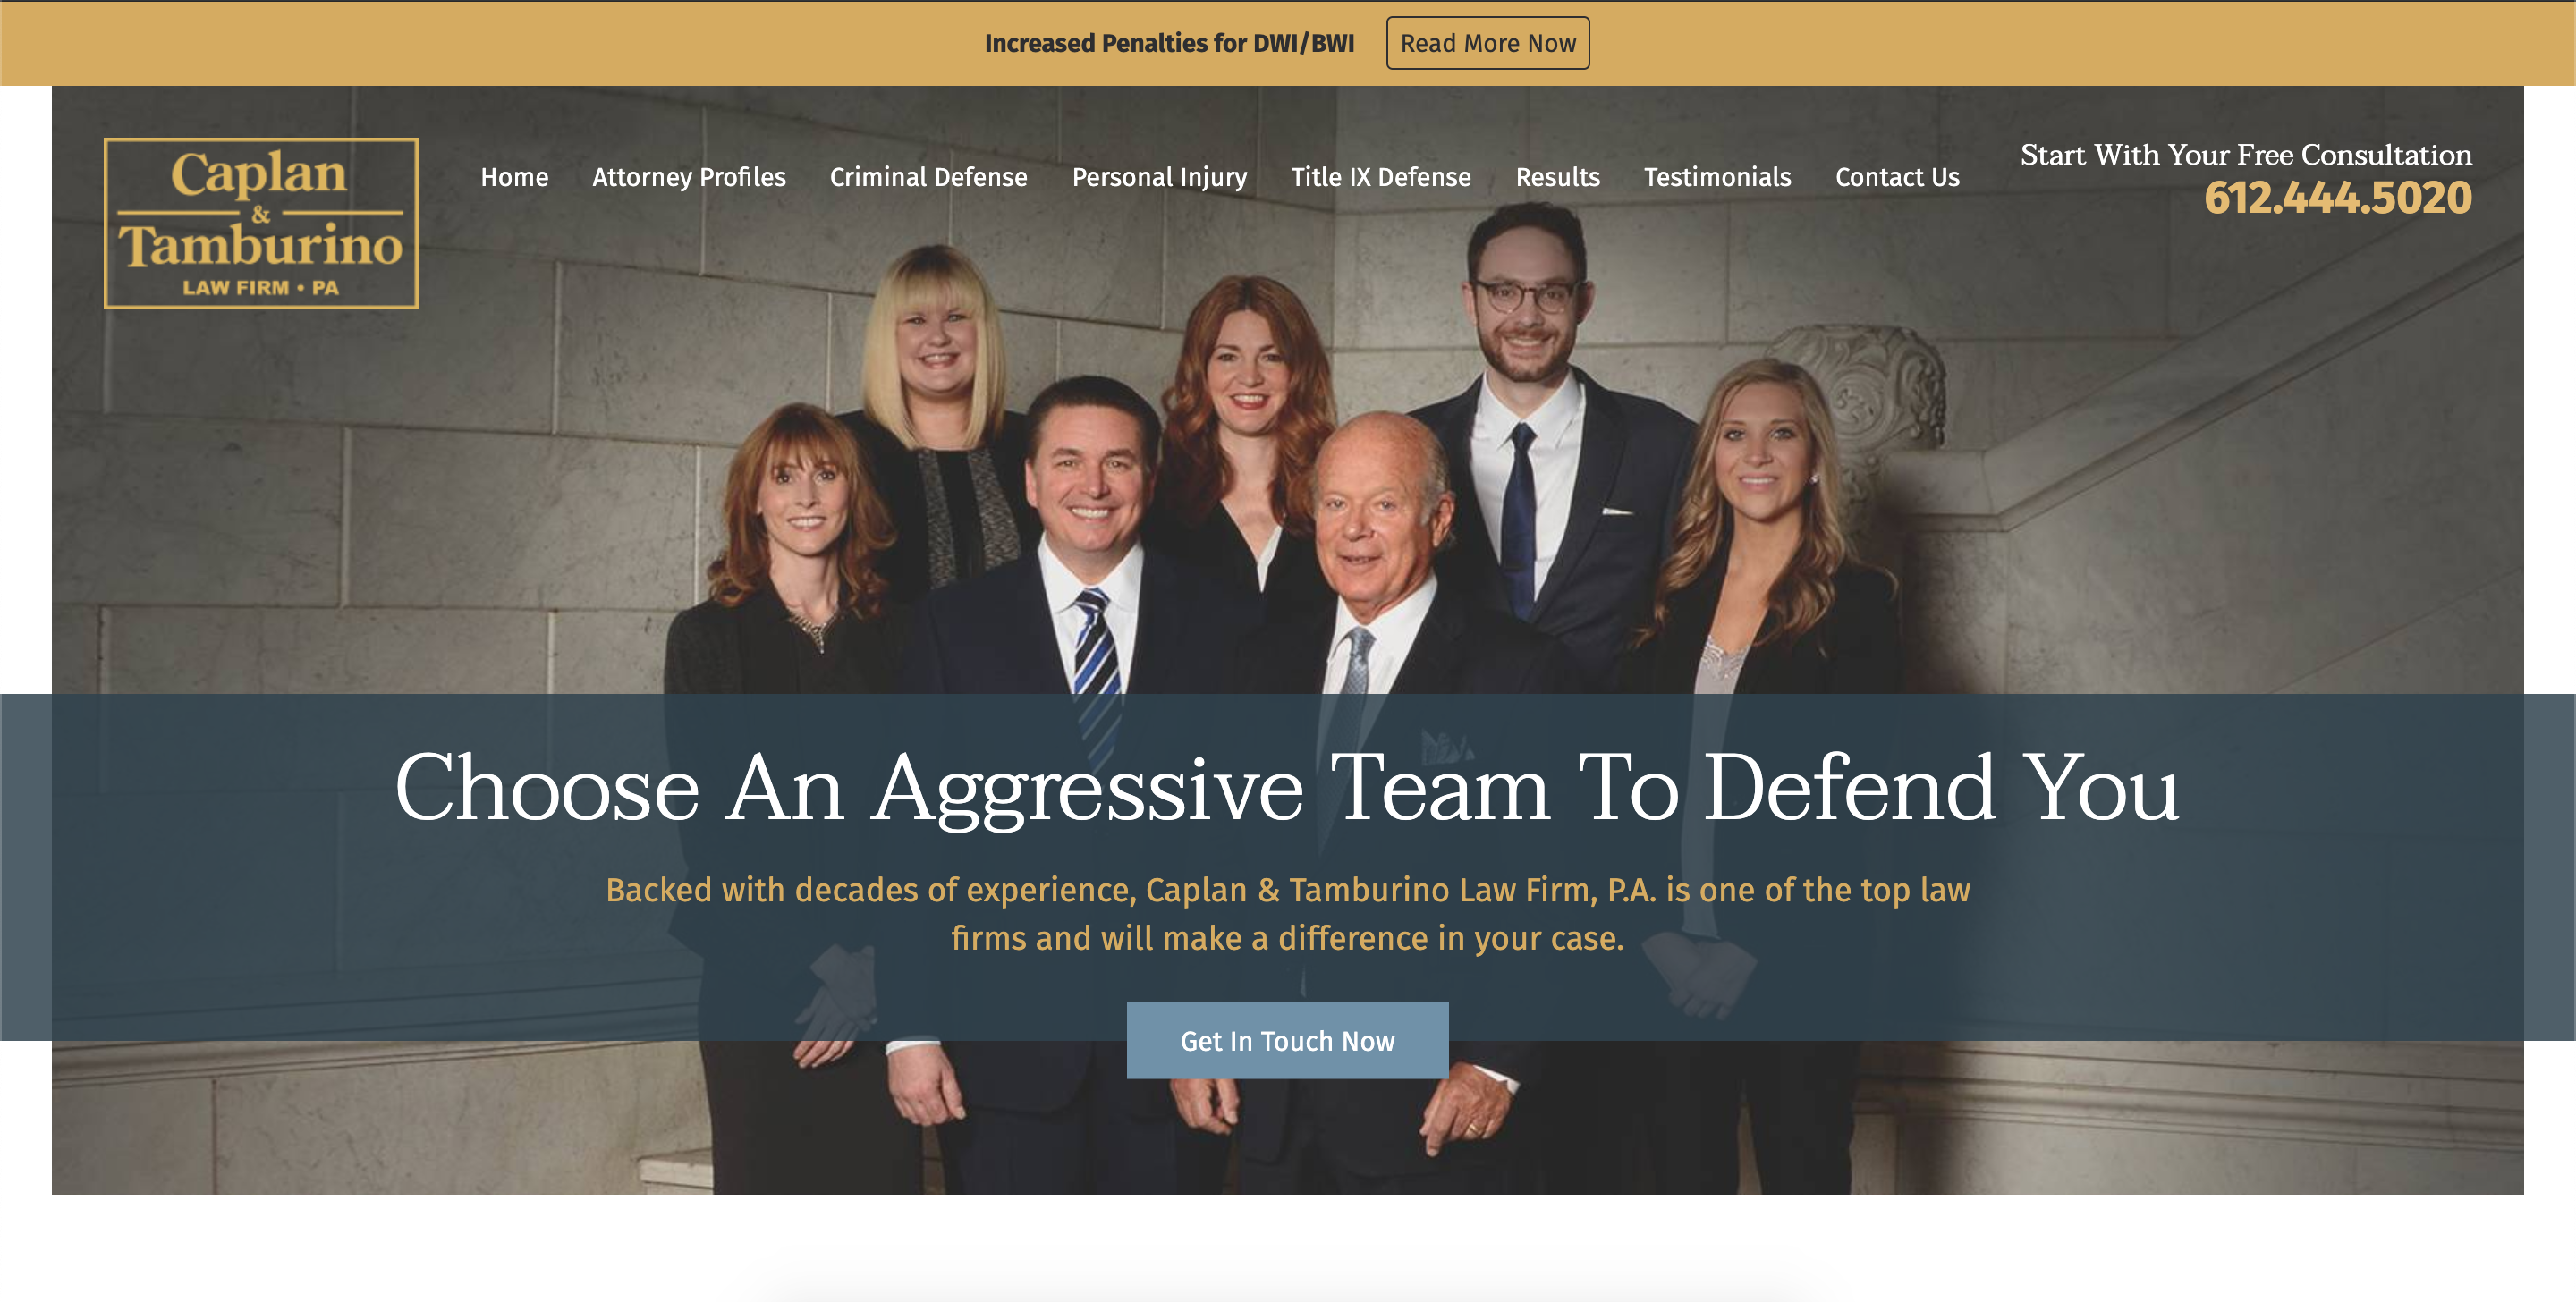 Increased Penalties for DWI/BWI Read More Now
Caplan
&
Tamburino
LAW FIRM • PA
Home Attorney Profiles Criminal Defense Personal Injury Title IX Defense Results Testimonials Contact Us
Start With Your Free Consultation
612.444.5020
Choose An Aggressive Team To Defend You
Backed with decades of experience, Caplan & Tamburino Law Firm, P.A. is one of the top law
firms and will make a difference in your case.
Get In Touch Now